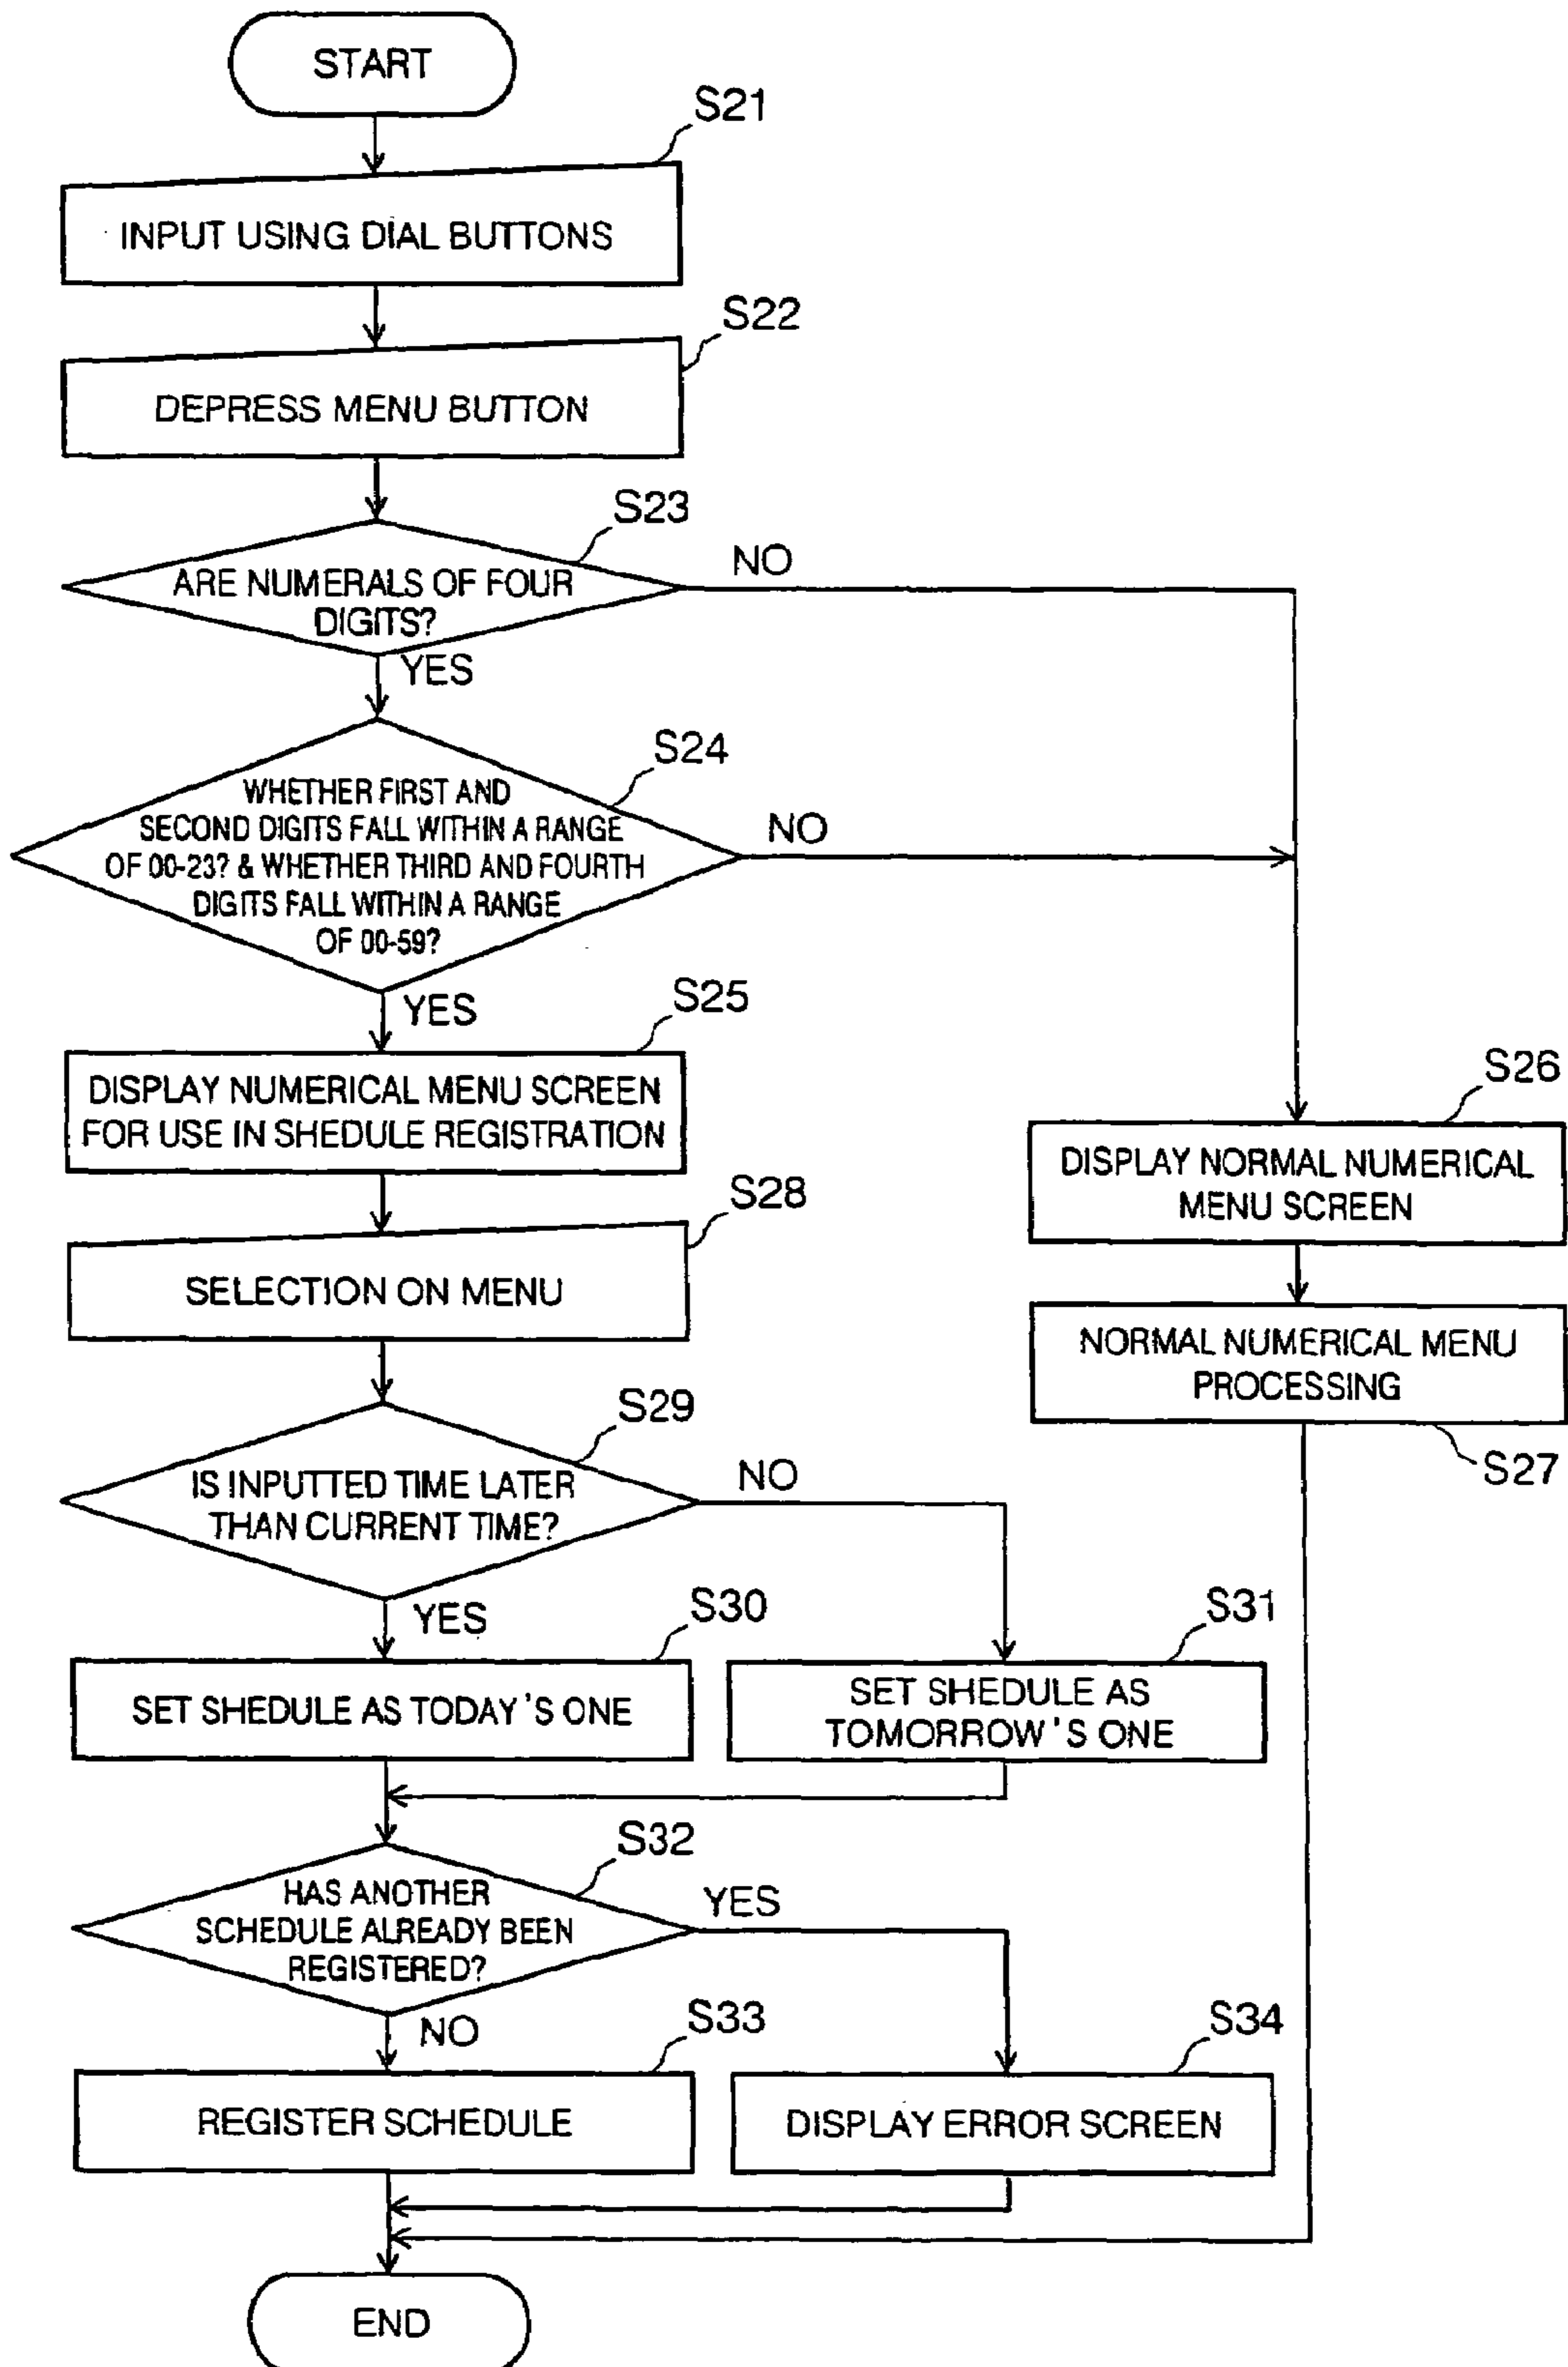 START
S21
INPUT USING DIAL BUTTONS
S22
DEPRESS MENU BUTTON
S23
ARE NUMERALS OF FOUR
DIGITS?
NO
YES
S24
WHETHER FIRST AND
SECOND DIGITS FALL WITHIN A RANGE
OF 00-23? & WHETHER THIRD AND FOURTH
DIGITS FALL WITHIN A RANGE
OF 00-59?
NO
YES
S25
DISPLAY NUMERICAL MENU SCREEN
FOR USE IN SHEDULE REGISTRATION
S26
DISPLAY NORMAL NUMERICAL
MENU SCREEN
S28
SELECTION ON MENU
NORMAL NUMERICAL MENU
PROCESSING
S27
S29
IS INPUTTED TIME LATER
THAN CURRENT TIME?
NO
YES
S30
SET SHEDULE AS TODAY'S ONE
S31
SET SHEDULE AS
TOMORROW'S ONE
S32
HAS ANOTHER
SCHEDULE ALREADY BEEN
REGISTERED?
YES
NO
S33
REGISTER SCHEDULE
S34
DISPLAY ERROR SCREEN
END